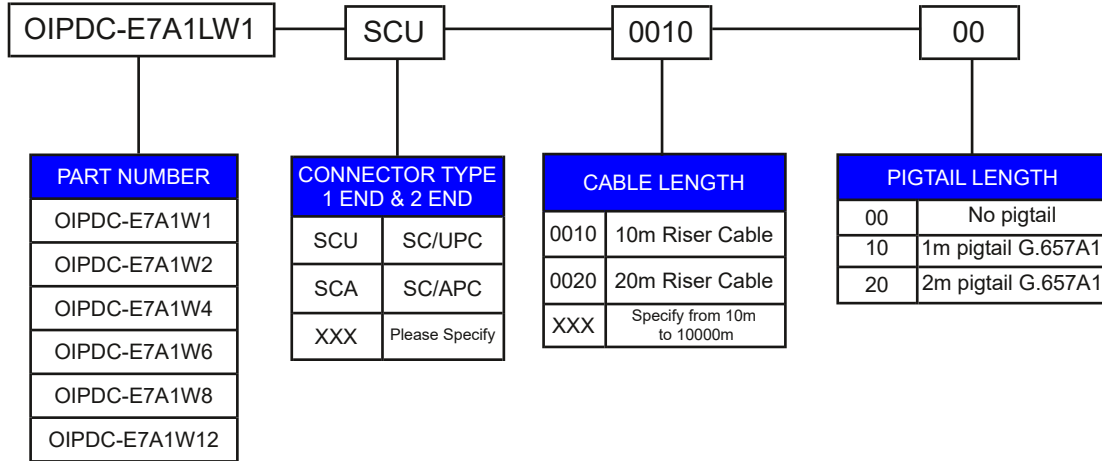 OIPDC-E7A1LW1 SCU 0010 00
PART NUMBER
OIPDC-E7A1W1
OIPDC-E7A1W2
OIPDC-E7A1W4
OIPDC-E7A1W6
OIPDC-E7A1W8
OIPDC-E7A1W12
CONNECTOR TYPE
1 END & 2 END
SCU SC/UPC
SCA SC/APC
XXX Please Specify
CABLE LENGTH
0010 10m Riser Cable
0020 20m Riser Cable
XXX Specify from 10m
to 10000m
PIGTAIL LENGTH
00 No pigtail
10 1m pigtail G.657A1
20 2m pigtail G.657A1